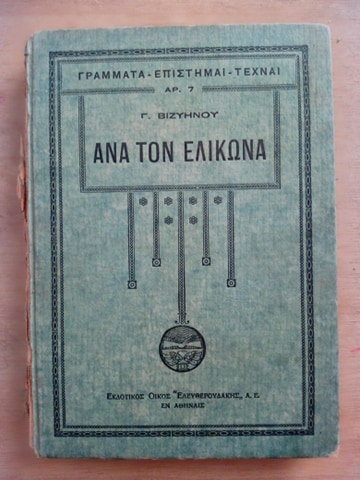 ΓΡΑΜΜΑΤΑ - ΕΠΙΣΤΗΜΑΙ - ΤΕΧΝΑΙ
ΑΡ. 7
Γ. ΒΙΖΥΗΝΟΥ
ΑΝΑ ΤΟΝ ΕΛΙΚΩΝΑ
ΕΚΔΟΤΙΚΟΣ ΟΙΚΟΣ "ΕΛΕΥΘΕΡΟΥΔΑΚΗΣ„ Α. Ε.
ΕΝ ΑΘΗΝΑΙΣ